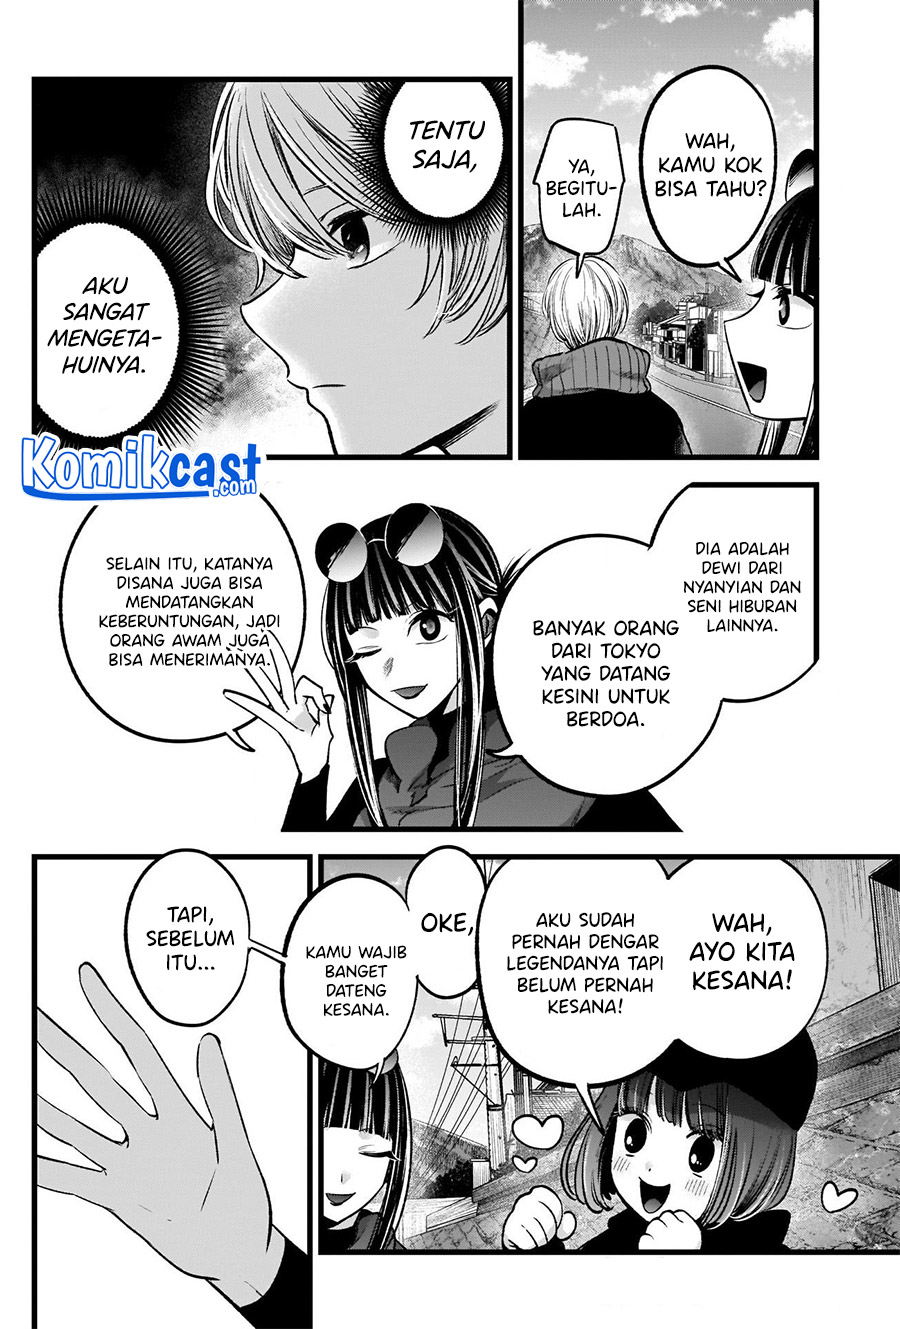 WAH,
KAMU KOK
BISA TAHU?
YA,
BEGITU-
LAH.
TENTU
SAJA,
AKU
SANGAT
MENGETA-
HUINYA.
Komikcast
.com
DIA ADALAH
DEWI DARI
NYANYIAN DAN
SENI HIBURAN
LAINNYA.
BANYAK ORANG
DARI TOKYO
YANG DATANG
KESINI UNTUK
BERDOA.
SELAIN ITU, KATANYA
DISANA JUGA BISA
MENDATANGKAN
KEBERUNTUNGAN, JADI
ORANG AWAM JUGA
BISA MENERIMANYA.
WAH,
AYO KITA
KESANA!
AKU SUDAH
PERNAH DENGAR
LEGENDANYA TAPI
BELUM PERNAH
KESANA!
OKE,
KAMU WAJIB
BANGET
DATENG
KESANA.
TAPI,
SEBELUM
ITU...